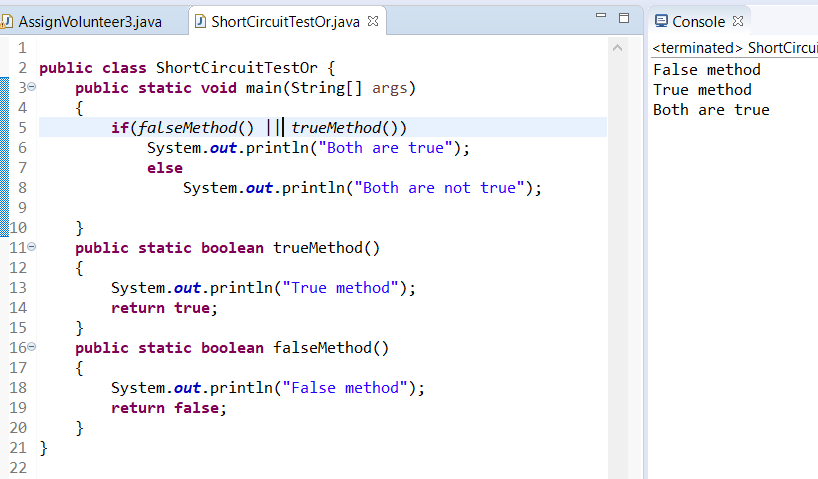 AssignVolunteer3.java
ShortCircuitTestOr.java
1
2 public class ShortCircuitTestOr {
3 public static void main(String[] args)
4 {
5 if(falseMethod() || trueMethod())
6 System.out.println("Both are true");
7 else
8 System.out.println("Both are not true");
9
10 }
11 public static boolean trueMethod()
12 {
13 System.out.println("True method");
14 return true;
15 }
16 public static boolean falseMethod()
17 {
18 System.out.println("False method");
19 return false;
20 }
21 }
22
Console
<terminated> ShortCircui
False method
True method
Both are true